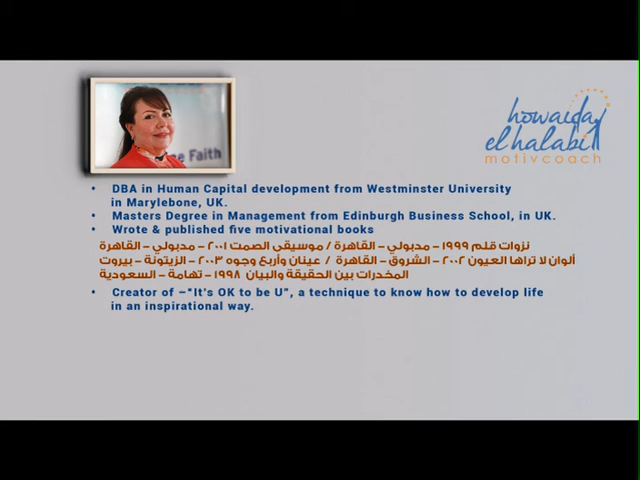 me Faith
howaida
elhalabi
motivcoach
• DBA in Human Capital development from Westminster University
in Marylebone, UK.
• Masters Degree in Management from Edinburgh Business School, in UK.
• Wrote & published five motivational books
نزوات قلم ١٩٩٩ – مدبولي – القاهرة / موسيقى الصمت ٢٠٠١ – مدبولي – القاهرة
ألوان لا تراها العيون ٢٠٠٢ – الشروق – القاهرة / عينان وأربع وجوه ٢٠٠٣ – الزيتونة – بيروت
المخدرات بين الحقيقة والبيان ١٩٩٨ – تهامة – السعودية
• Creator of –“It’s OK to be U”, a technique to know how to develop life
in an inspirational way.